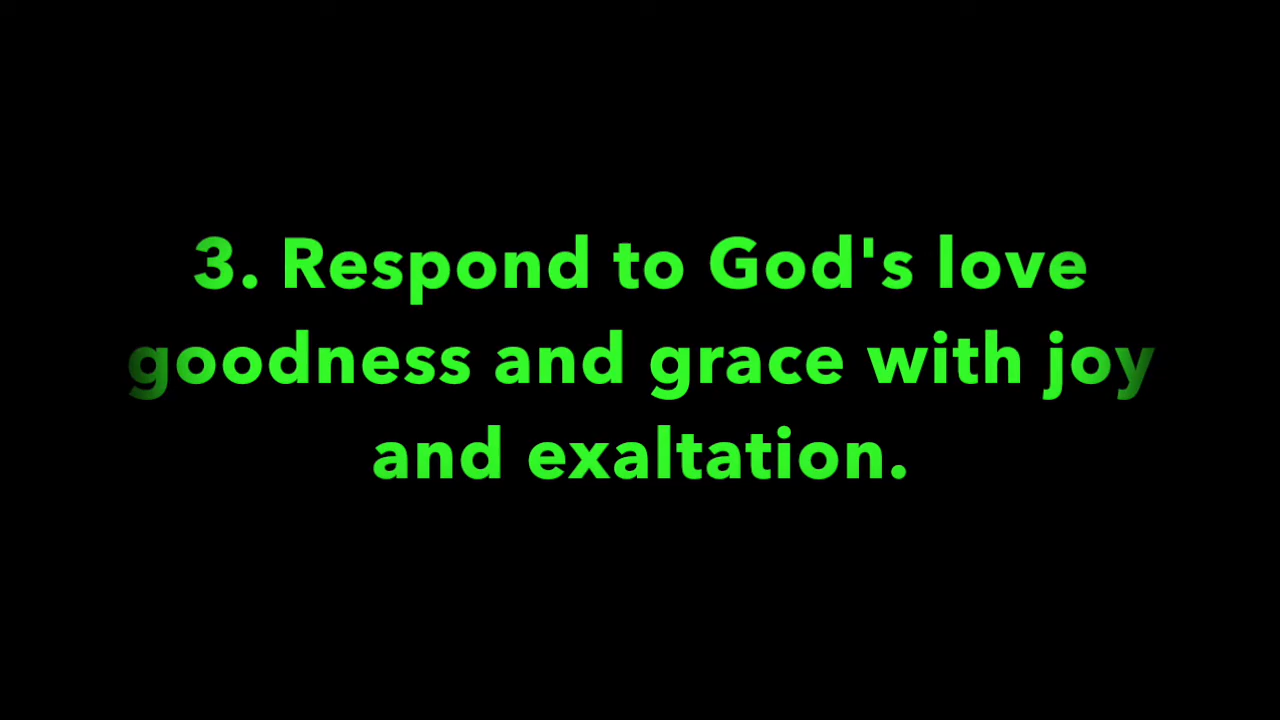 3. Respond to God's love
goodness and grace with joy
and exaltation.